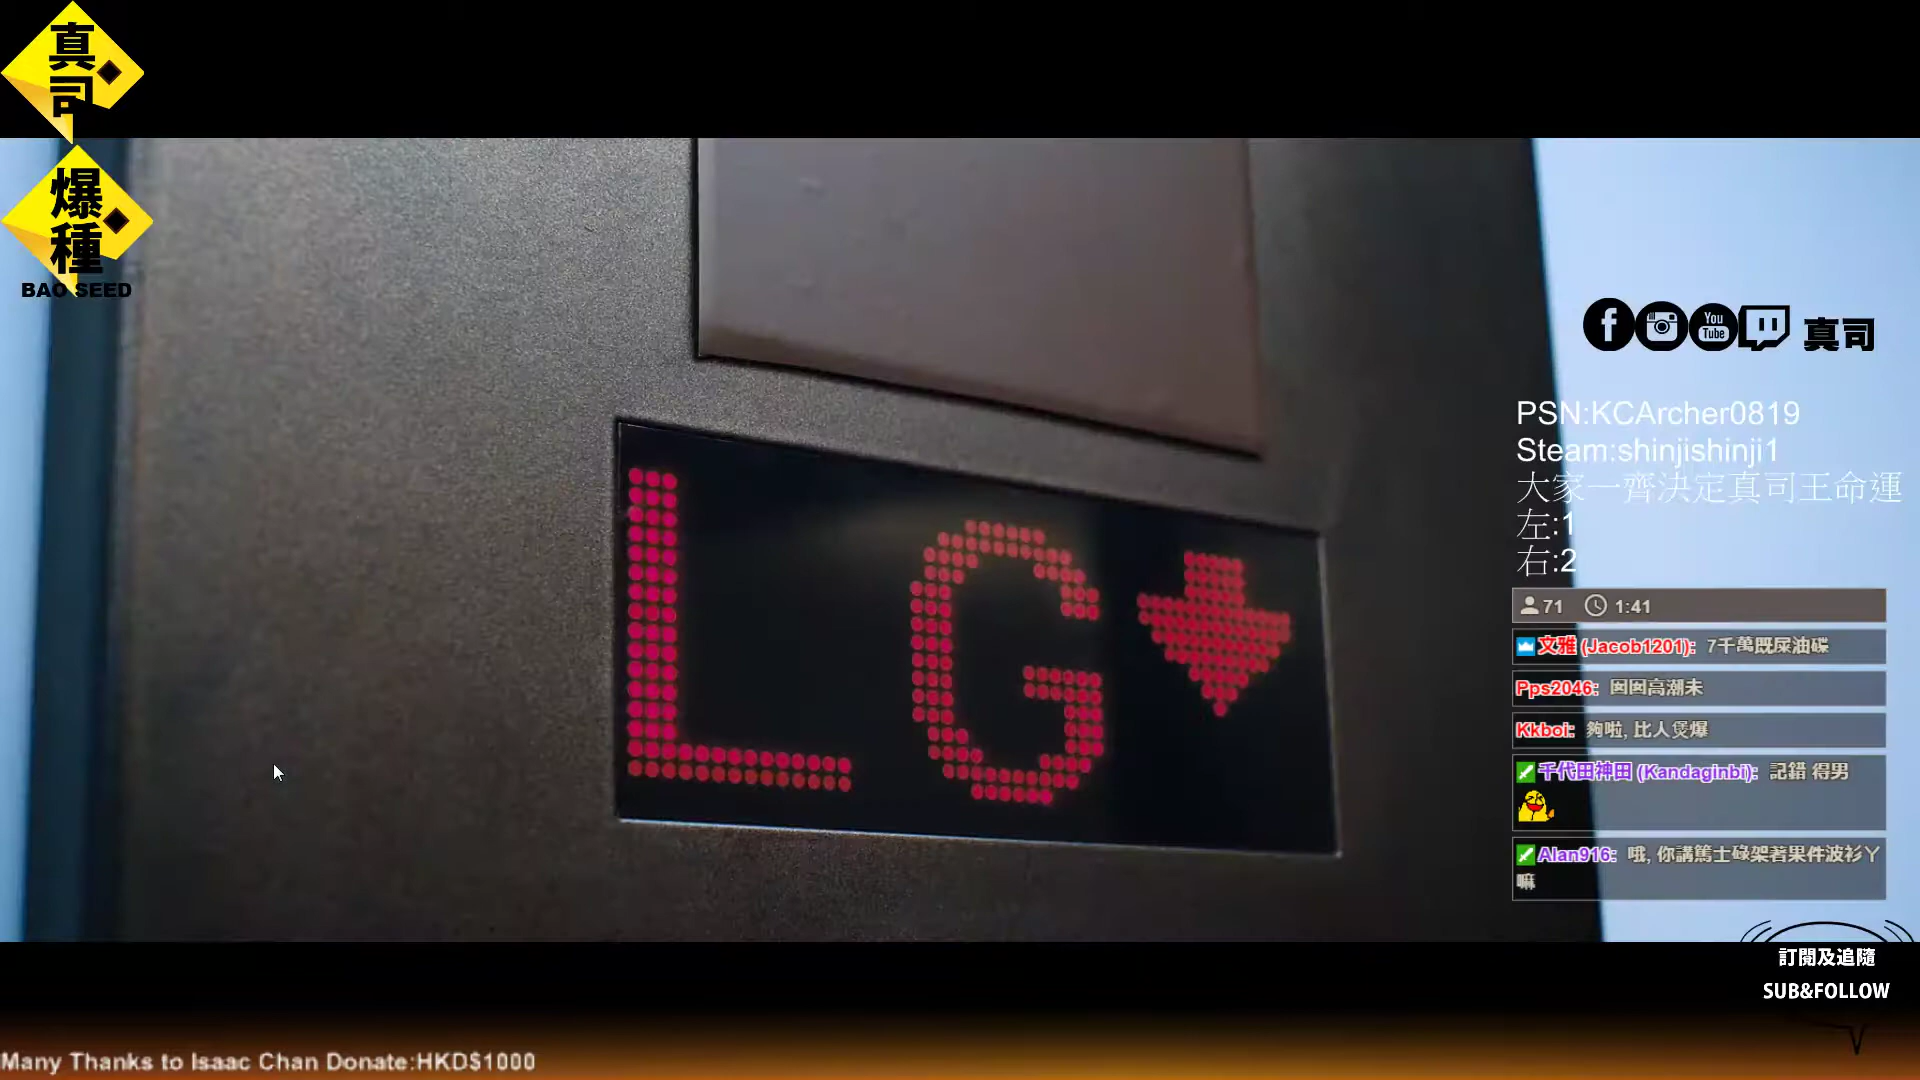 真
司
爆
種
BAO SEED
LG
You
Tube
真司
PSN:KCArcher0819
Steam:shinjishinji1
大家一齊決定真司王命運
左:1
右:2
71 1:41
文雅 (Jacob1201): 7千萬既屎油碟
Pps2046: 囡囡高潮未
Kkboi: 夠啦, 比人煲爆
千代田神田 (Kandaginbi): 記錯 得男
Alan916: 哦, 你講篤士碌架著果件波衫丫
嘛
訂閱及追隨
SUB&FOLLOW
Many Thanks to Isaac Chan Donate:HKD$1000